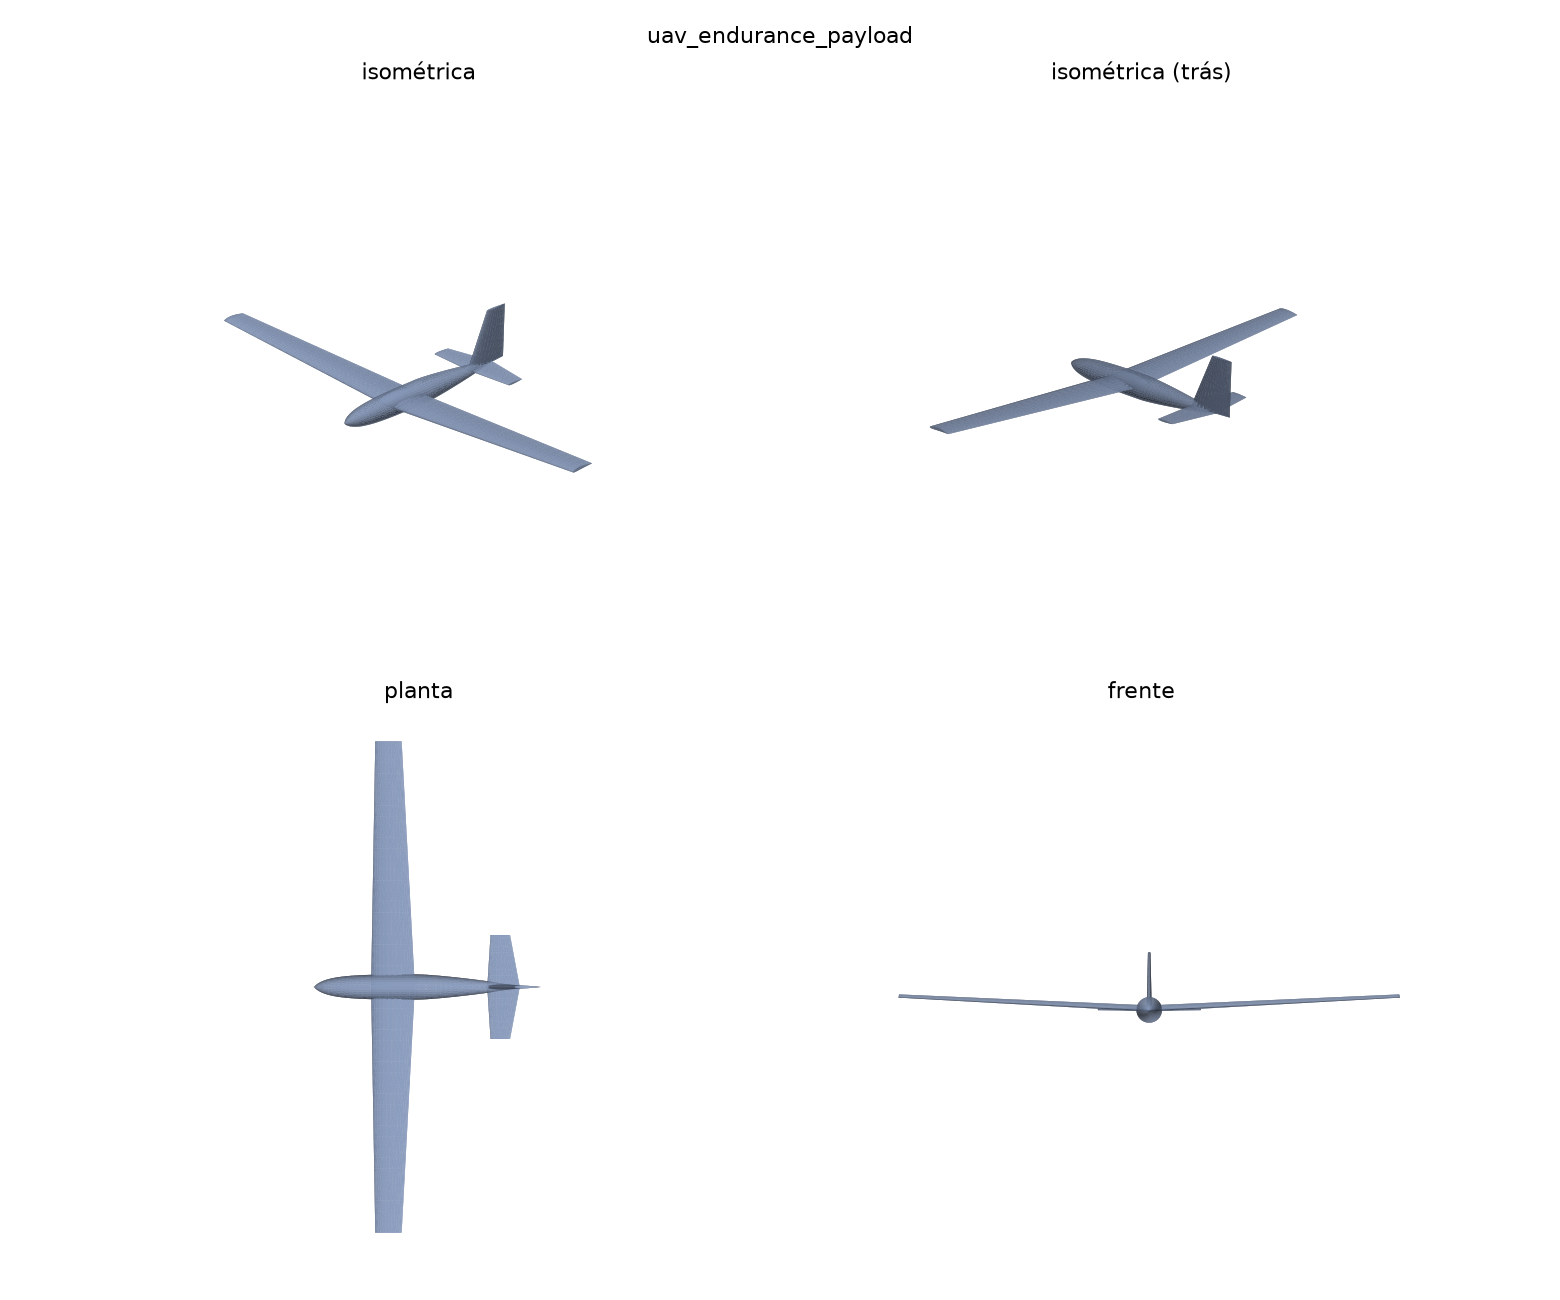 uav_endurance_payload
isométrica
isométrica (trás)
planta
frente